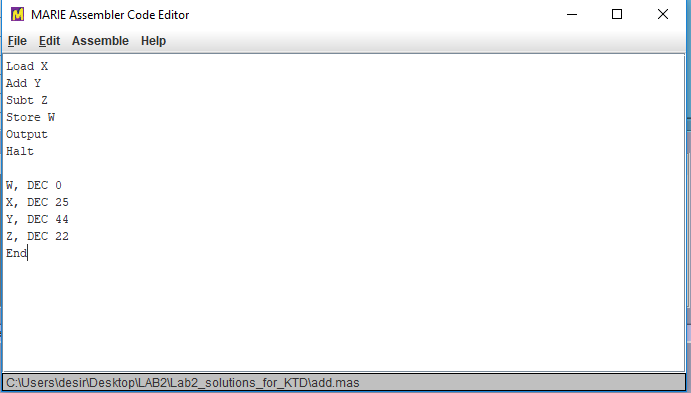 MARIE Assembler Code Editor
File Edit Assemble Help
Load X
Add Y
Subt Z
Store W
Output
Halt
W, DEC 0
X, DEC 25
Y, DEC 44
Z, DEC 22
End
C:\Users\desir\Desktop\LAB2\Lab2_solutions_for_KTD\add.mas